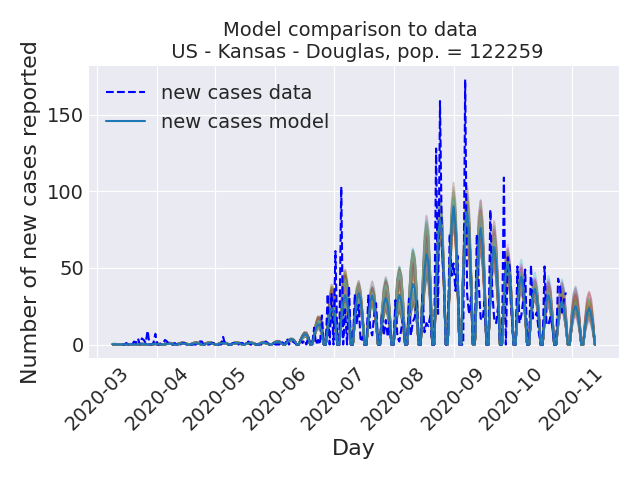 Model comparison to data
US - Kansas - Douglas, pop. = 122259
Number of new cases reported
150
100
50
0
new cases data
new cases model
2020-03
2020-04
2020-05
2020-06
2020-07
2020-08
2020-09
2020-10
2020-11
Day